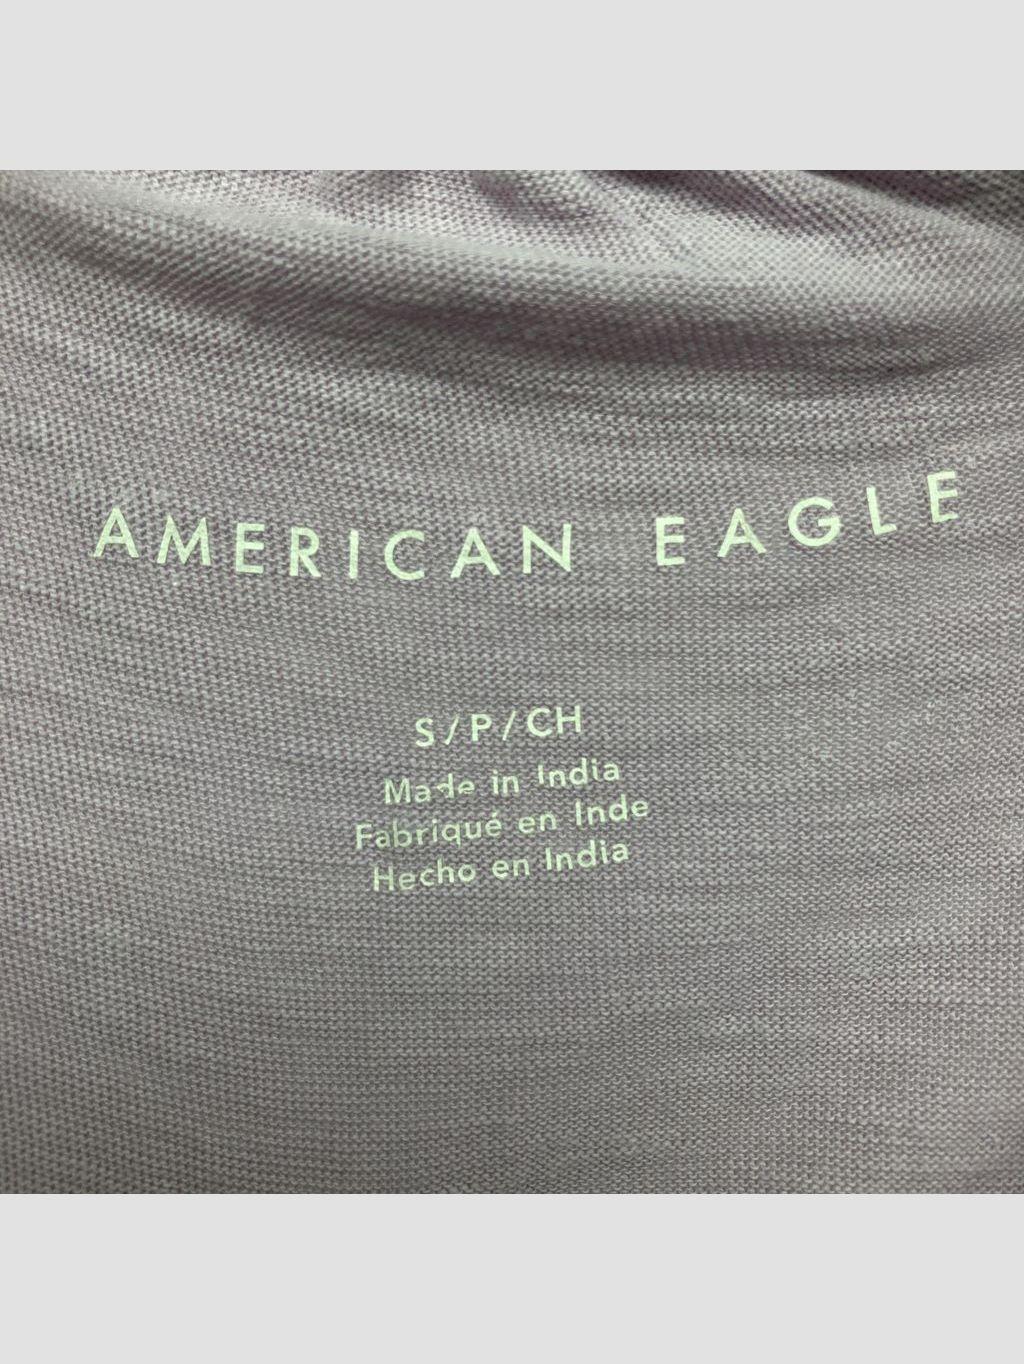 AMERICAN EAGLE
S/P/CH
Made in India
Fabriqué en Inde
Hecho en India